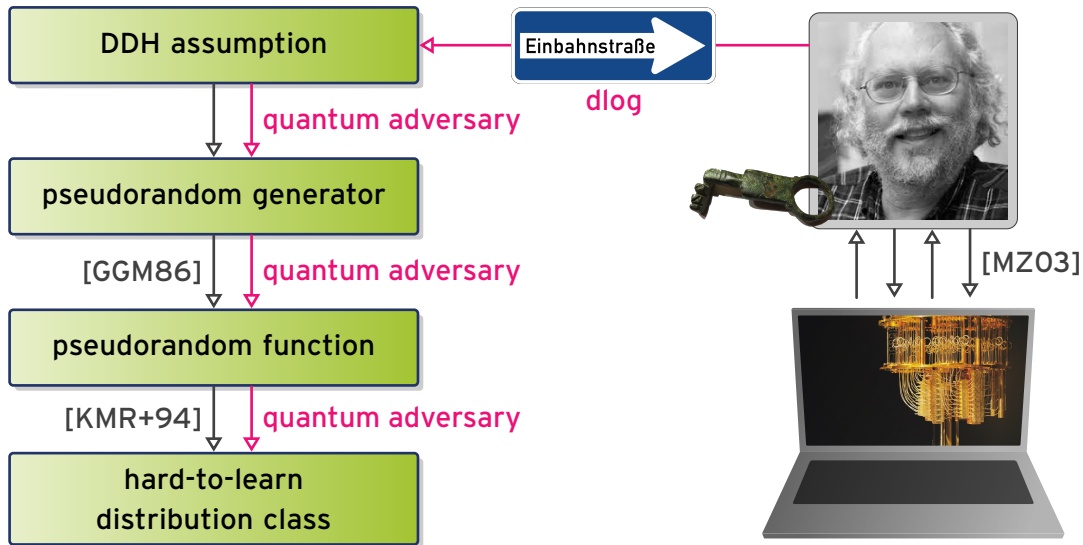 DDH assumption
Einbahnstraße
dlog
quantum adversary
pseudorandom generator
[GGM86]
quantum adversary
[MZ03]
pseudorandom function
[KMR+94]
quantum adversary
hard-to-learn
distribution class